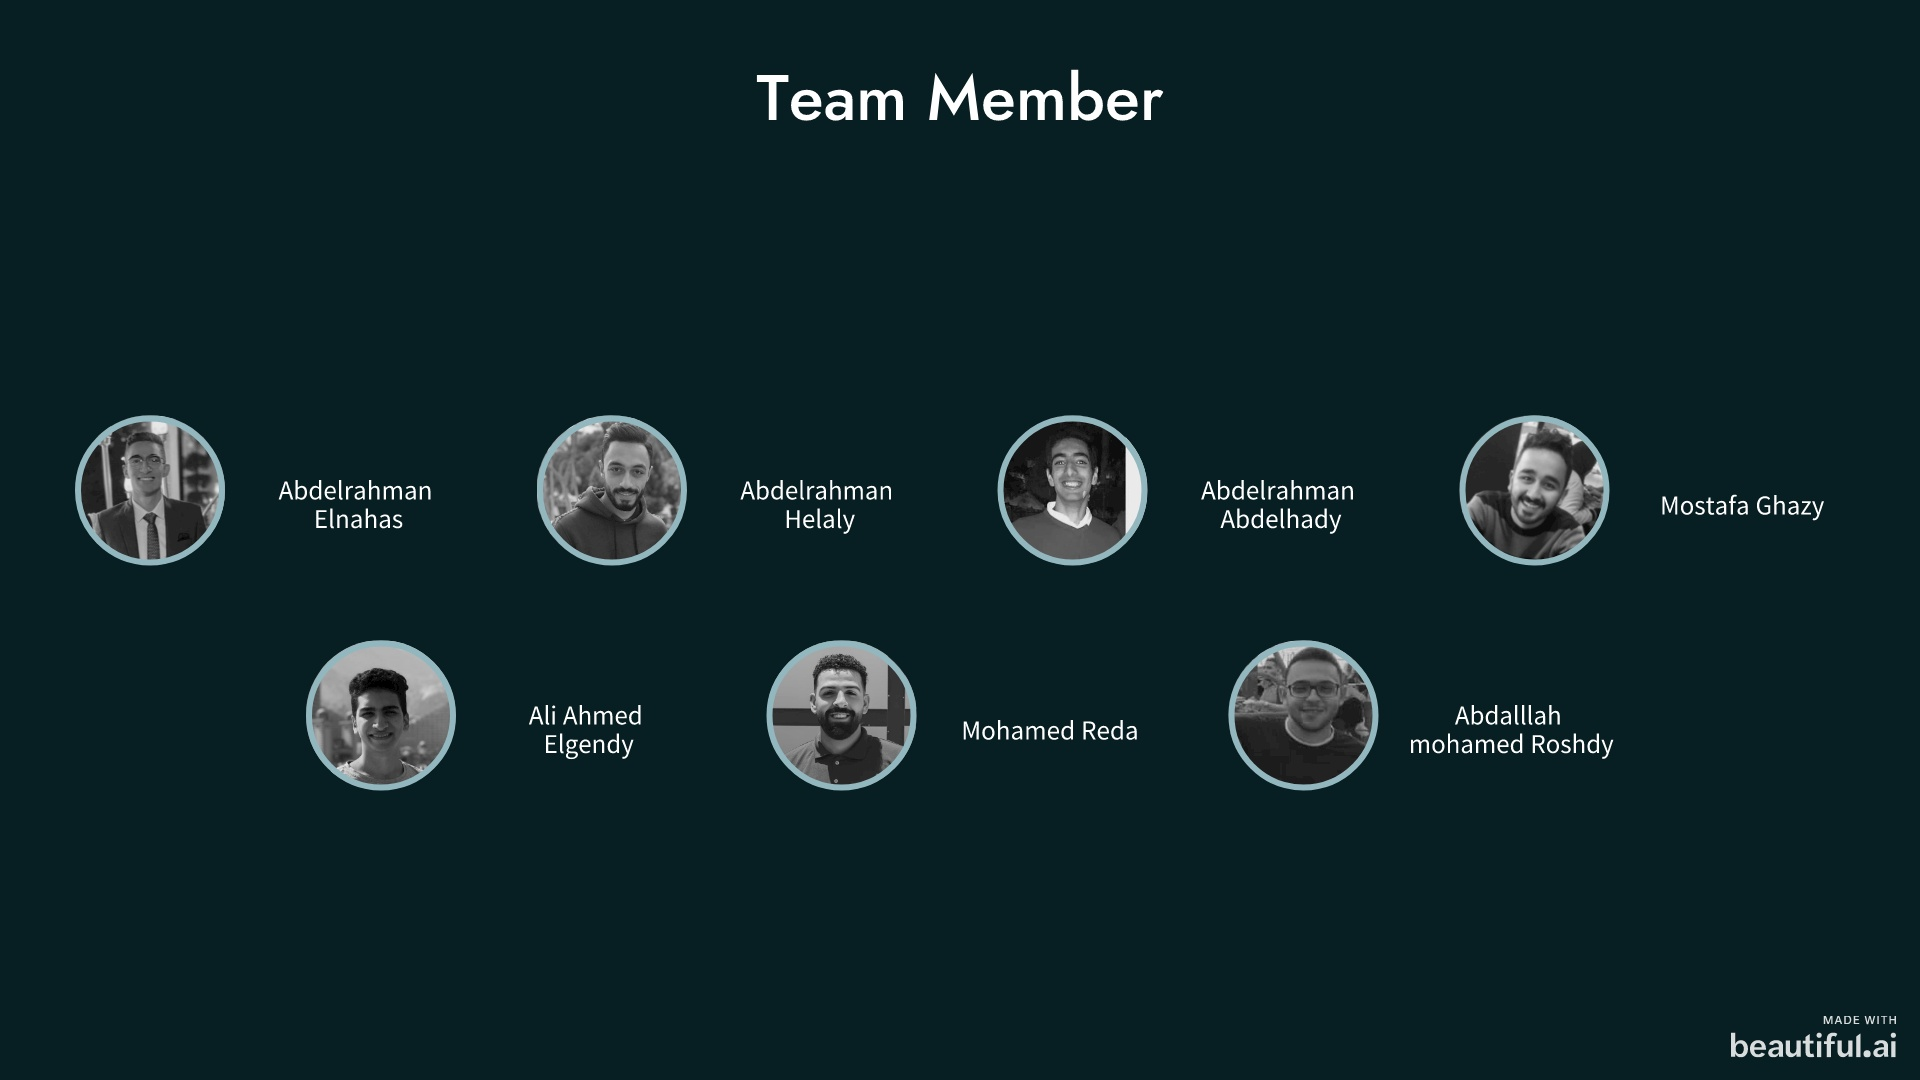 Team Member
Abdelrahman
Elnahas
Abdelrahman
Helaly
Abdelrahman
Abdelhady
Mostafa Ghazy
Ali Ahmed
Elgendy
Mohamed Reda
Abdalllah
mohamed Roshdy
MADE WITH
beautiful.ai